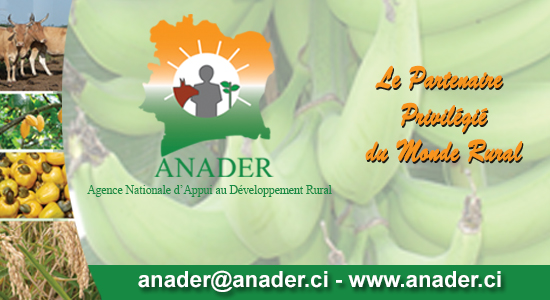 ANADER
Agence Nationale d'Appui au Développement Rural
Le Partenaire
Privilégié
du Monde Rural
anader@anader.ci - www.anader.ci